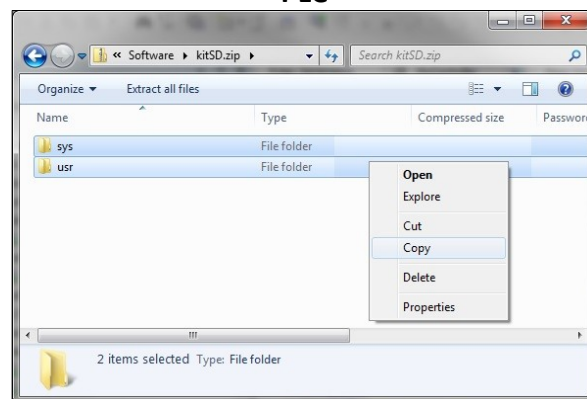 « Software ▸ kitSD.zip ▸ Search kitSD.zip
Organize ▼ Extract all files
Name Type Compressed size Passwor
sys File folder
usr File folder
Open
Explore
Cut
Copy
Delete
Properties
2 items selected Type: File folder